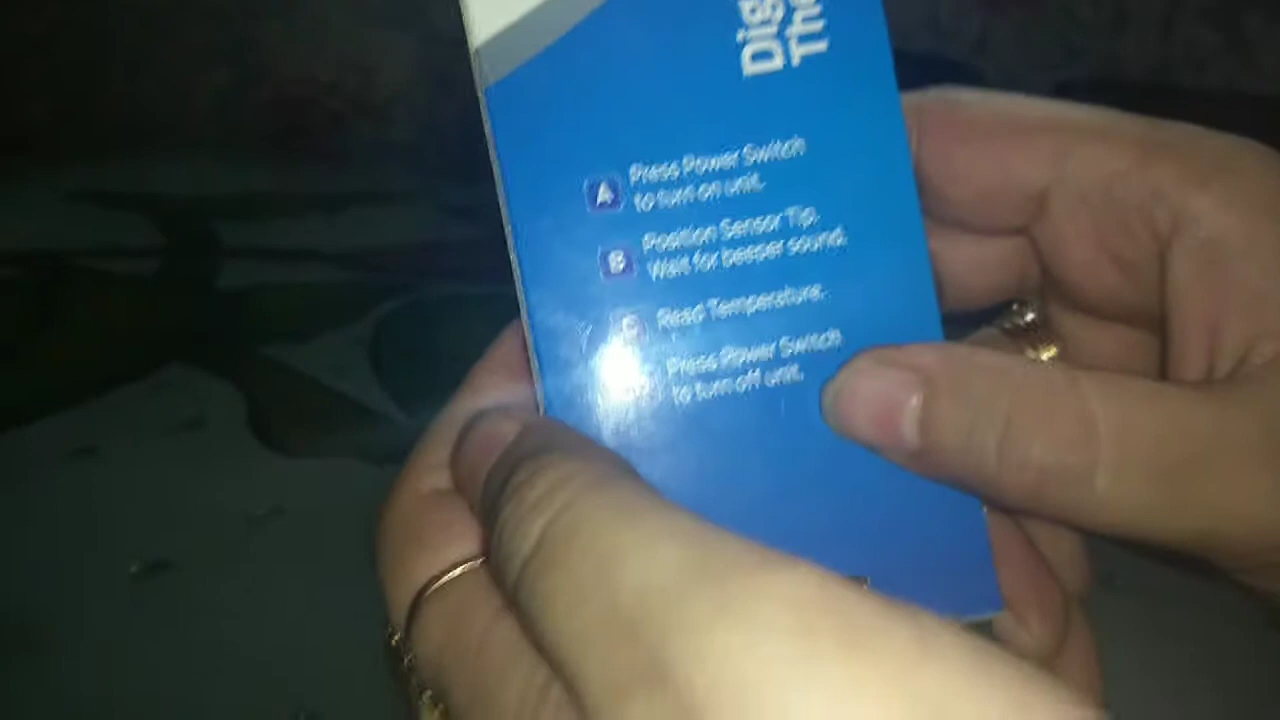 Dig
The
A Press Power Switch
to turn on unit.
B Position Sensor Tip.
Wait for beeper sound.
C Read Temperature.
Press Power Switch
to turn off unit.